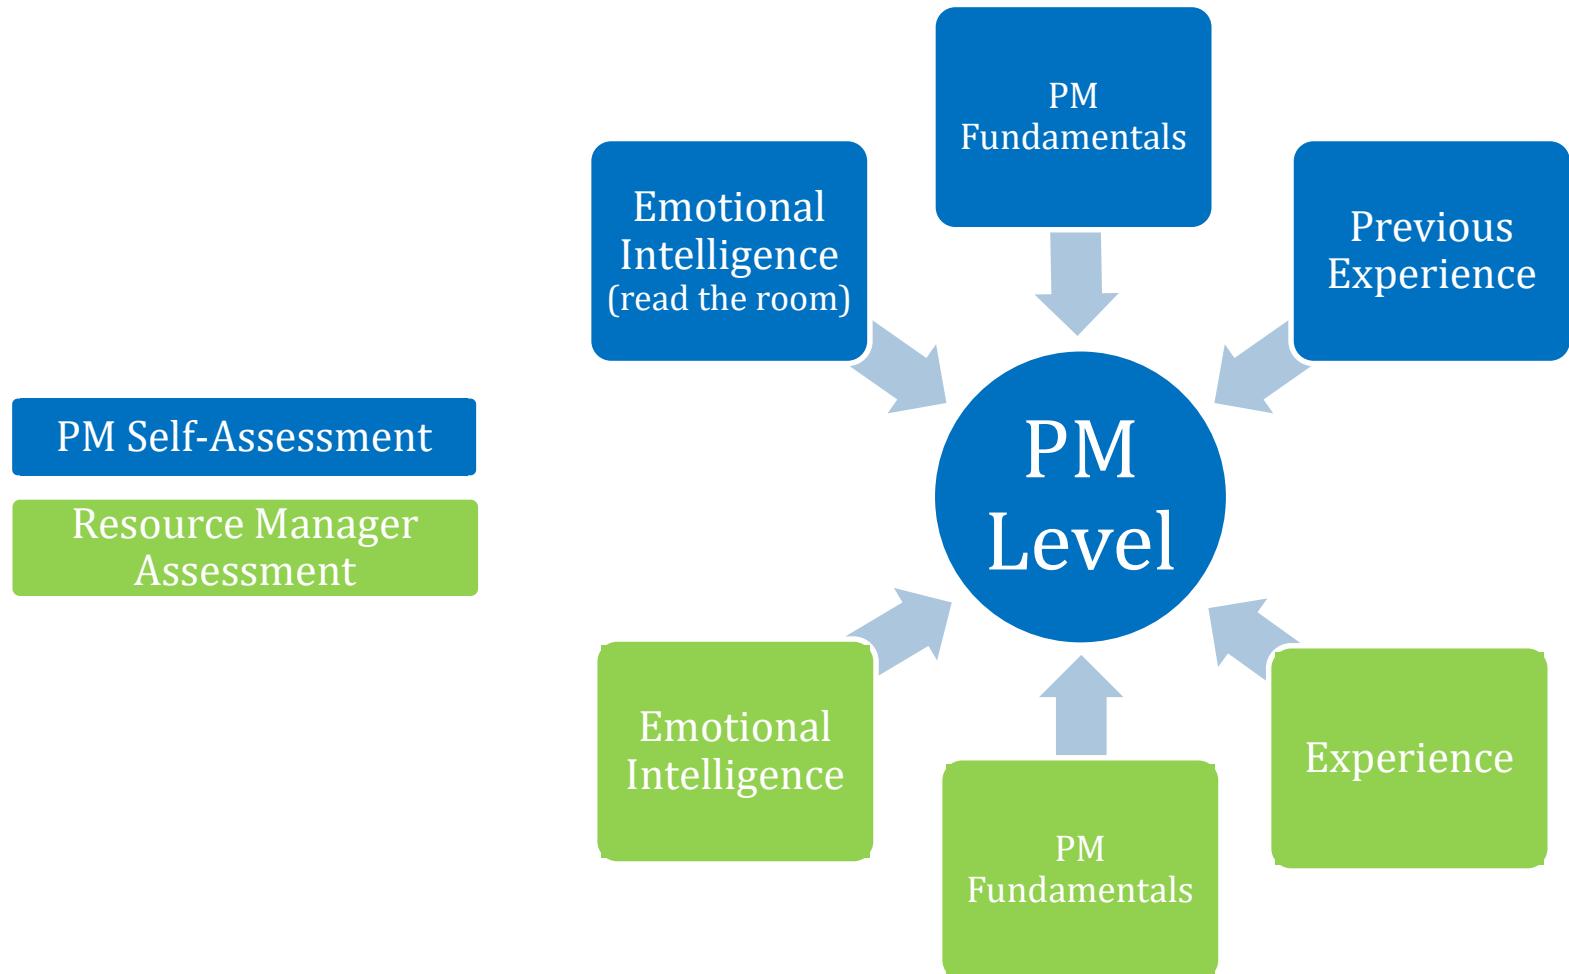 PM
Fundamentals
Emotional
Intelligence
(read the room)
Previous
Experience
PM Self-Assessment
Resource Manager
Assessment
PM
Level
Emotional
Intelligence
PM
Fundamentals
Experience